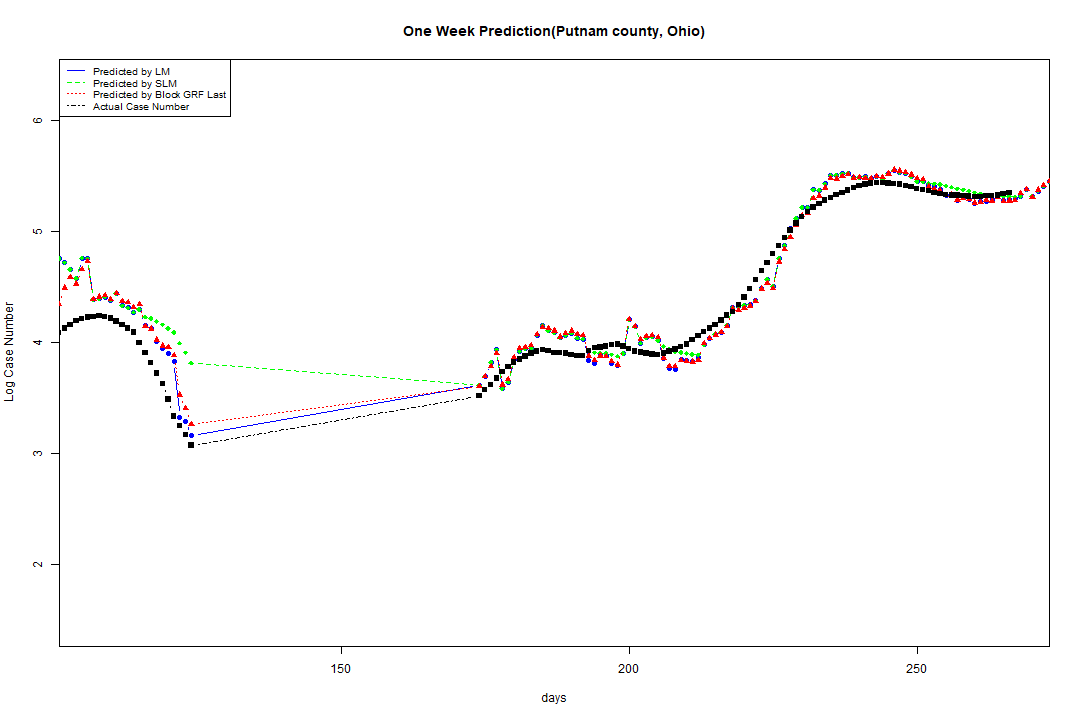 One Week Prediction(Putnam county, Ohio)
Predicted by LM
Predicted by SLM
Predicted by Block GRF Last
Actual Case Number
Log Case Number
6
5
4
3
2
150
200
250
days